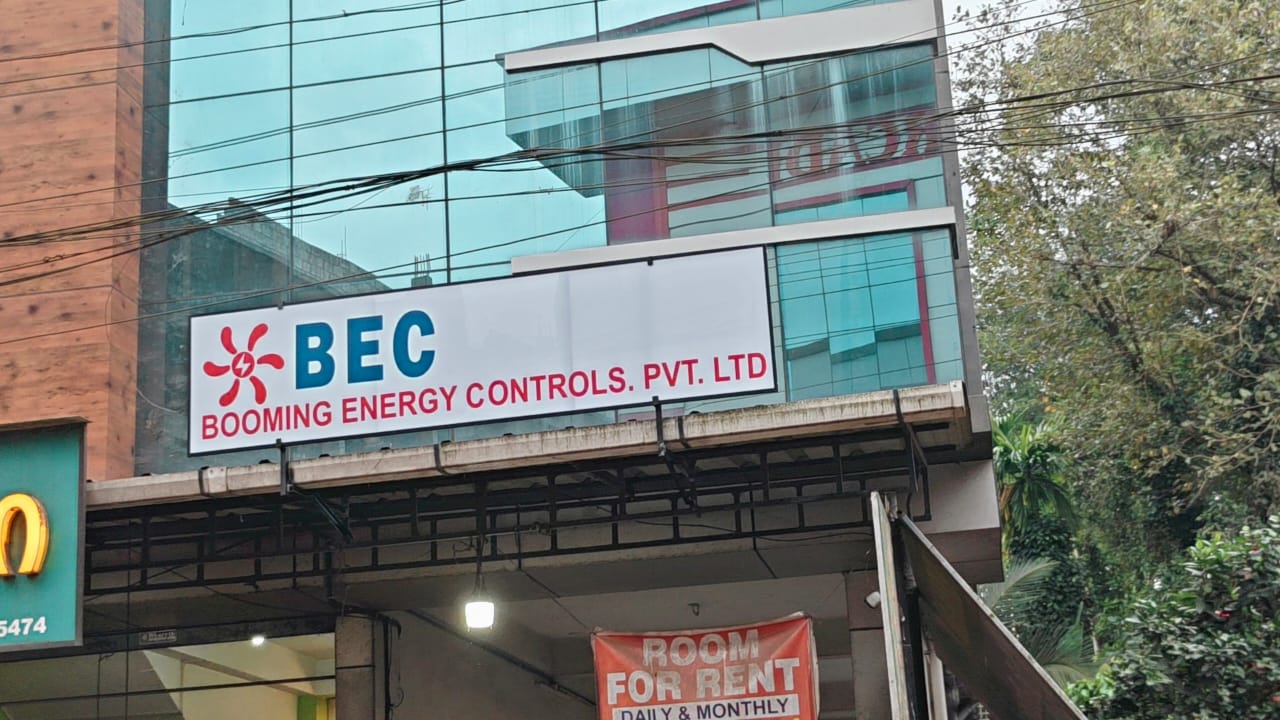 BEC
BOOMING ENERGY CONTROLS. PVT. LTD
5474
ROOM
FOR RENT
DAILY & MONTHLY